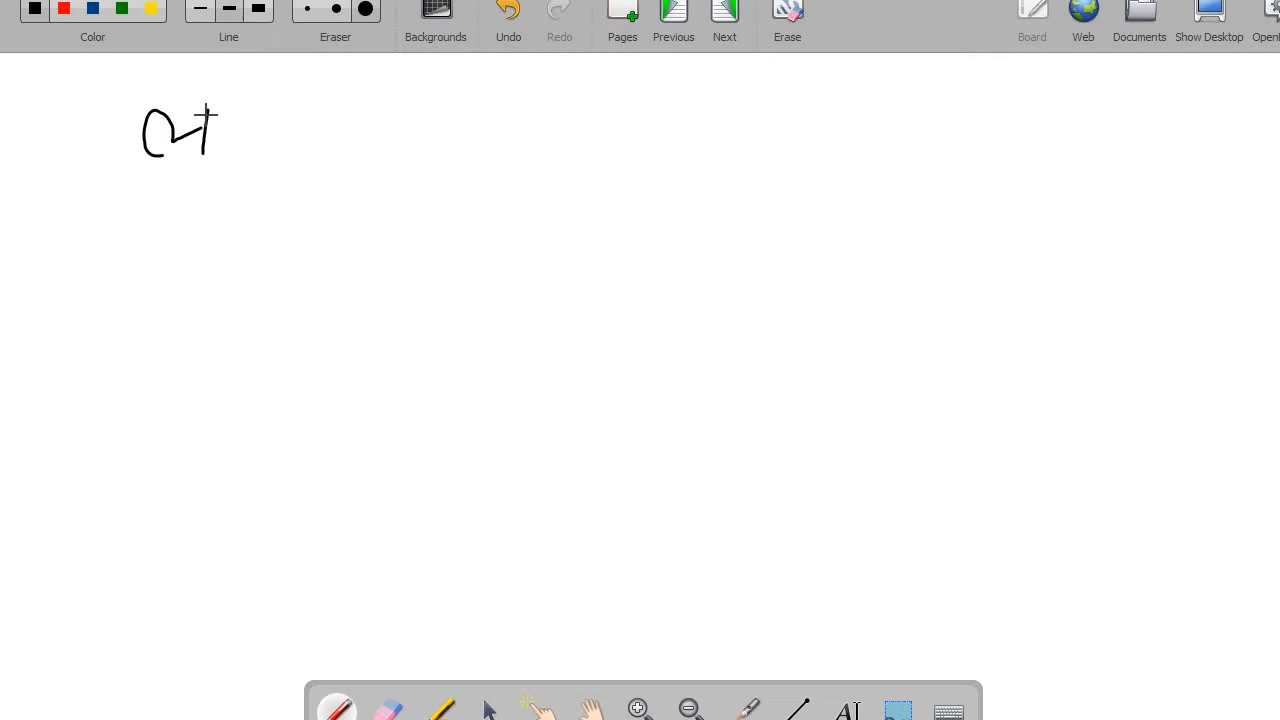 Color
Line
Eraser
Backgrounds
Undo
Redo
Pages
Previous
Next
Erase
Board
Web
Documents
Show Desktop